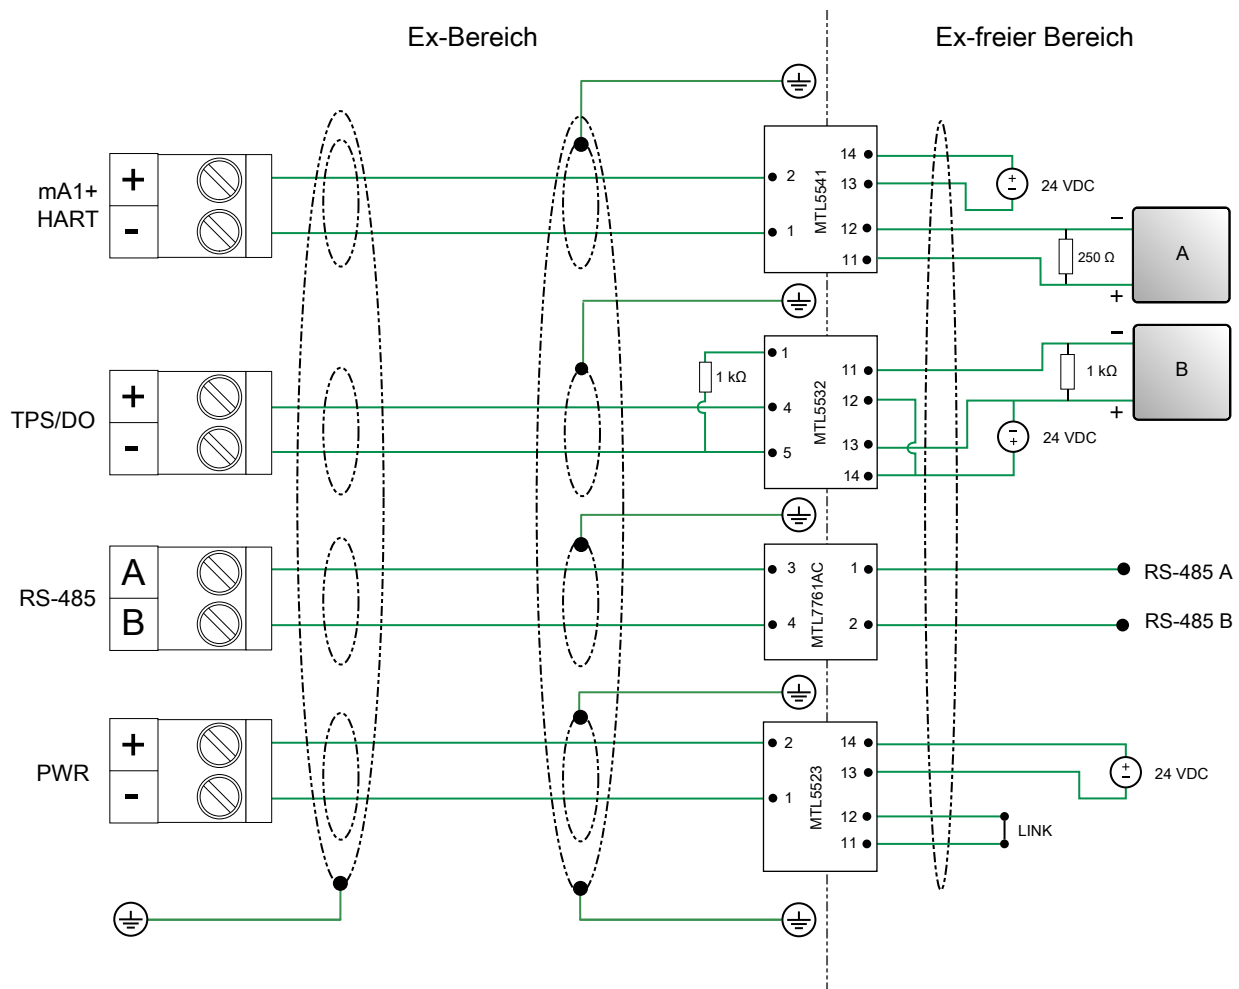 Ex-Bereich
Ex-freier Bereich
mA1+
HART
+
-
2
1
MTL5541
14
13
12
11
+
-
24 VDC
250 Ω
-
+
A
TPS/DO
+
-
1 kΩ
1
4
5
MTL5532
11
12
13
14
-
+
24 VDC
1 kΩ
-
+
B
RS-485
A
B
3
4
MTL7761AC
1
2
RS-485 A
RS-485 B
PWR
+
-
2
1
MTL5523
14
13
12
11
+
-
24 VDC
LINK